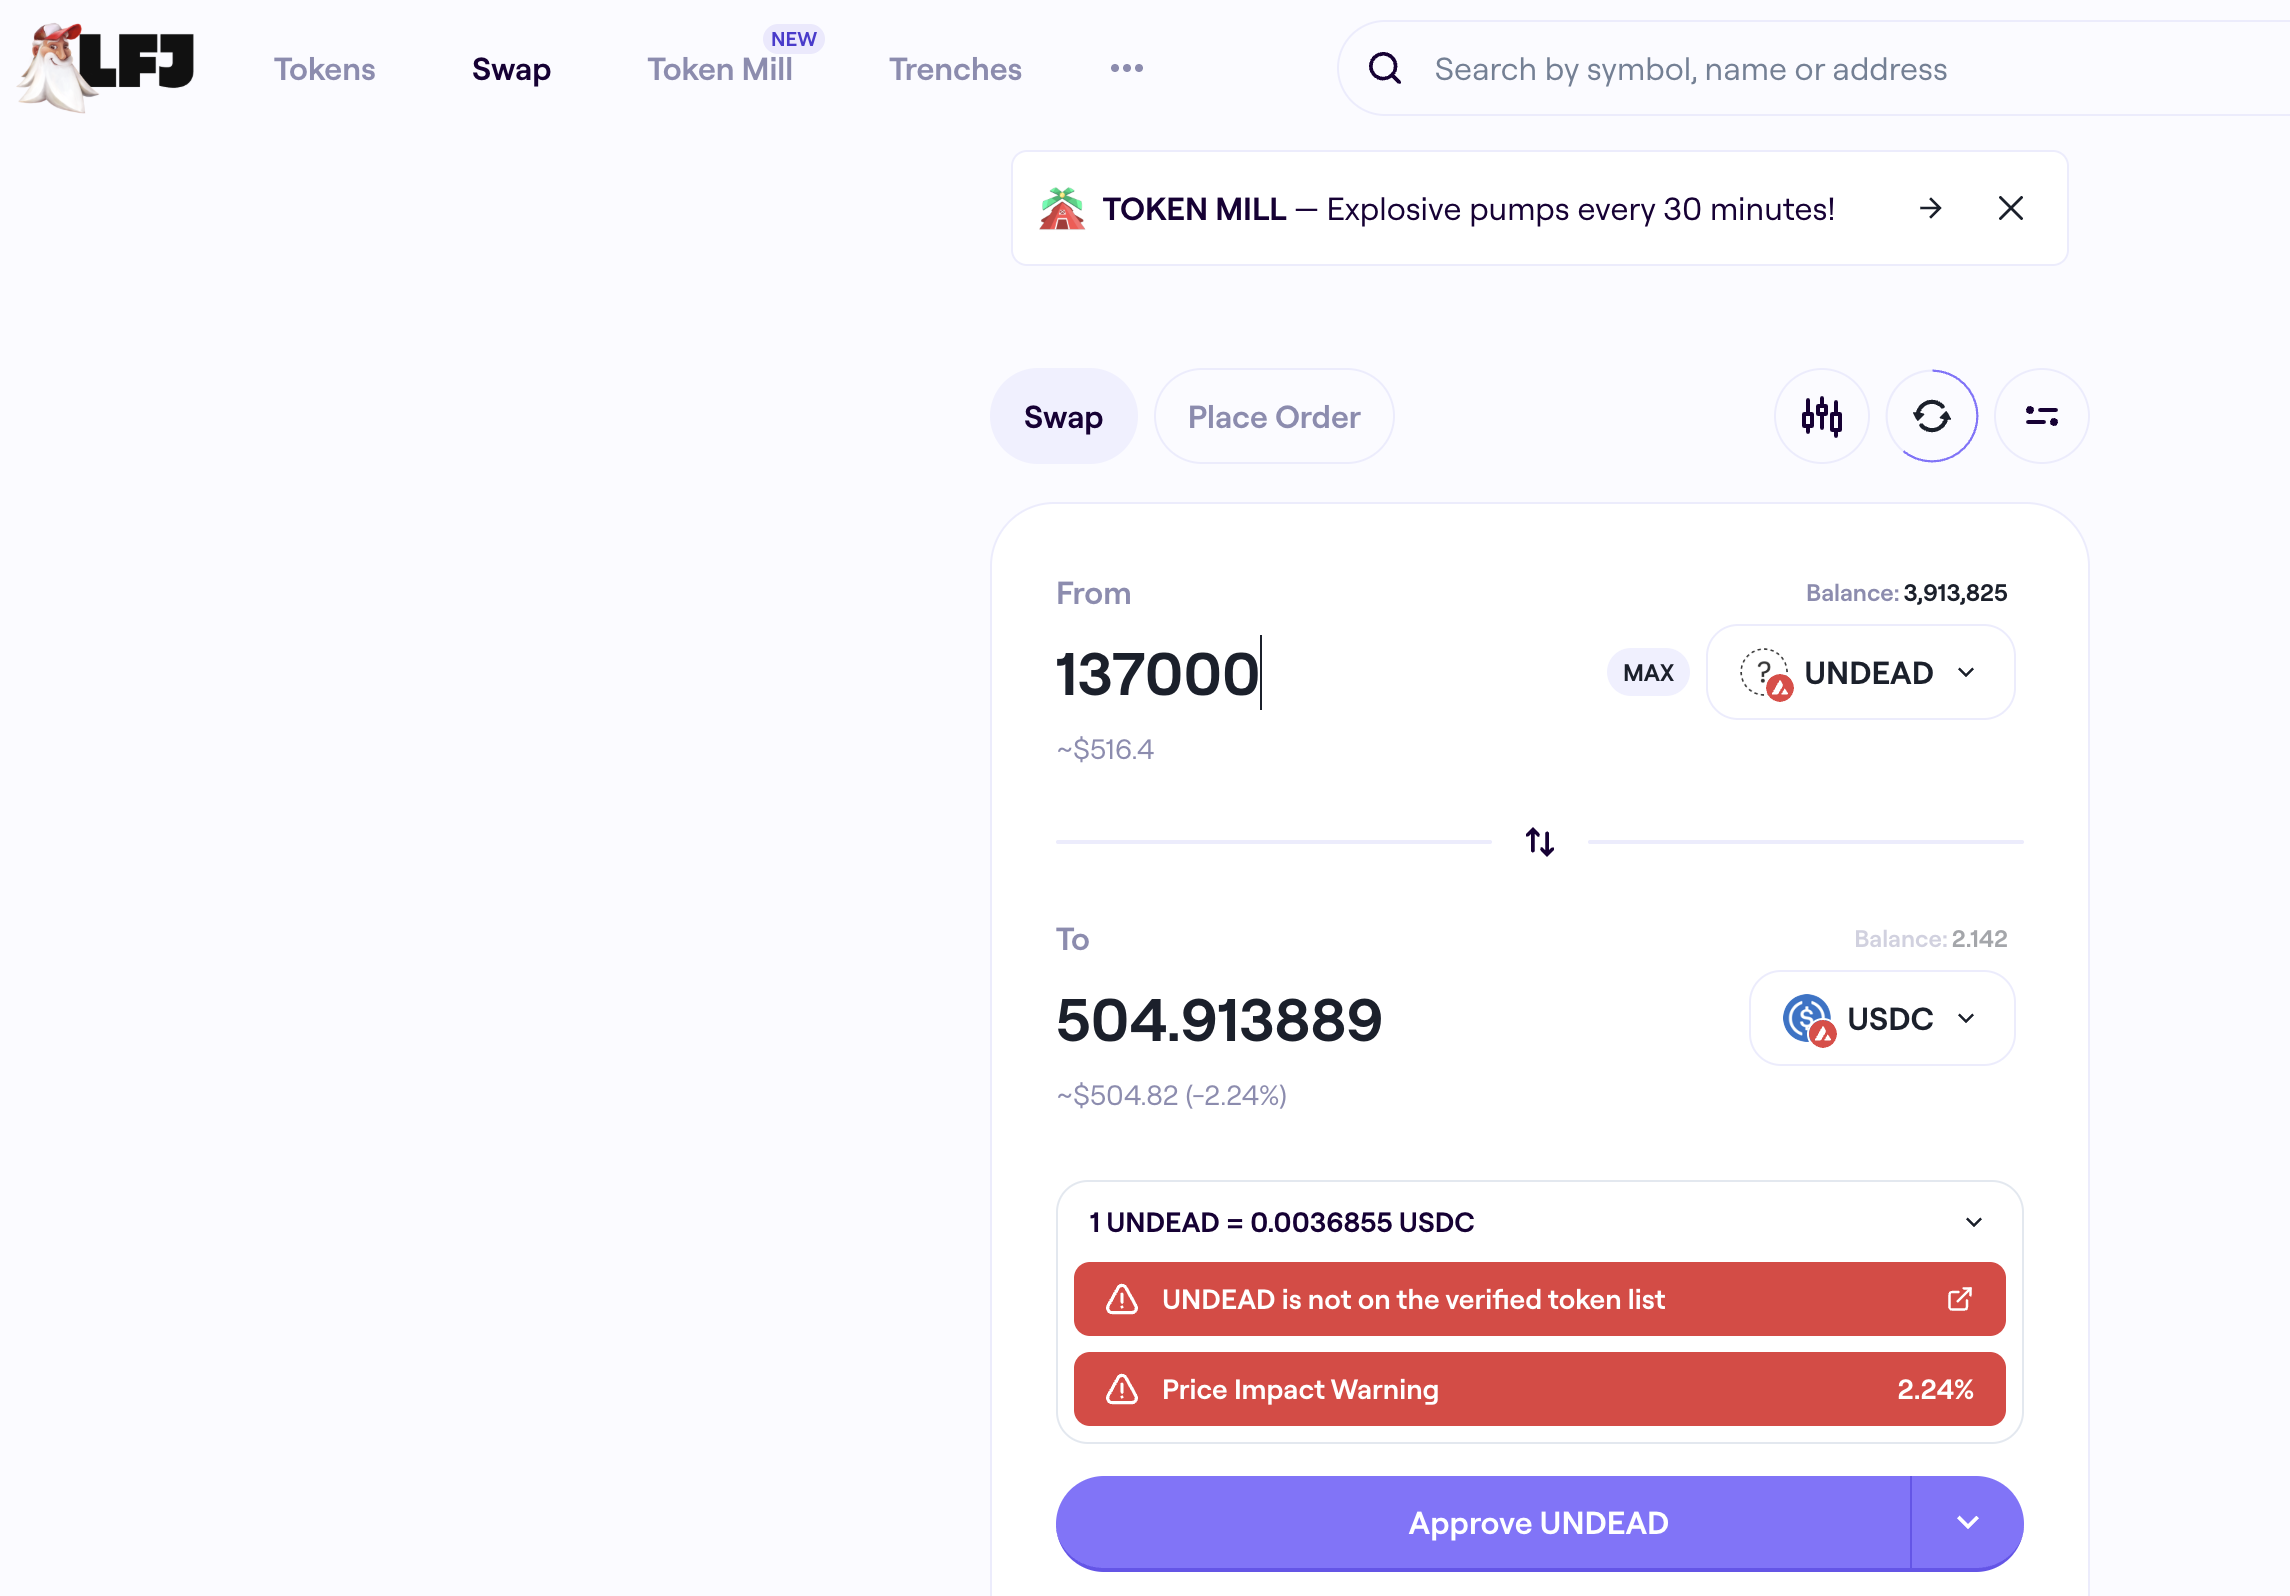 LFJ
Tokens
Swap
Token Mill
NEW
Trenches
Search by symbol, name or address
TOKEN MILL — Explosive pumps every 30 minutes!
Swap
Place Order
From
Balance: 3,913,825
137000
MAX
? UNDEAD
~$516.4
To
Balance: 2.142
504.913889
USDC
~$504.82 (-2.24%)
1 UNDEAD = 0.0036855 USDC
UNDEAD is not on the verified token list
Price Impact Warning
2.24%
Approve UNDEAD